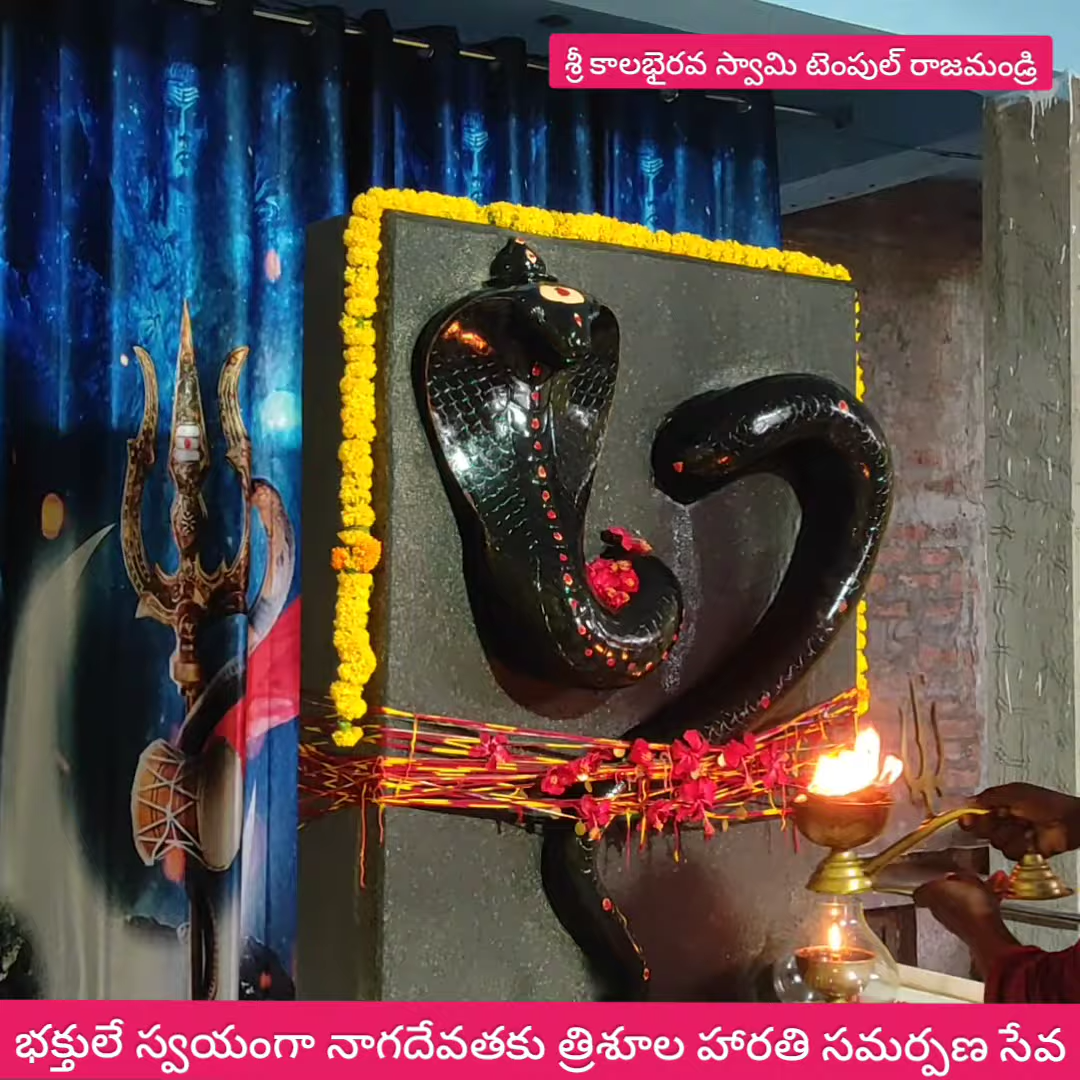 శ్రీ కాలభైరవ స్వామి టెంపుల్ రాజమండ్రి
భక్తులే స్వయంగా నాగదేవతకు త్రిశూల హారతి సమర్పణ సేవ